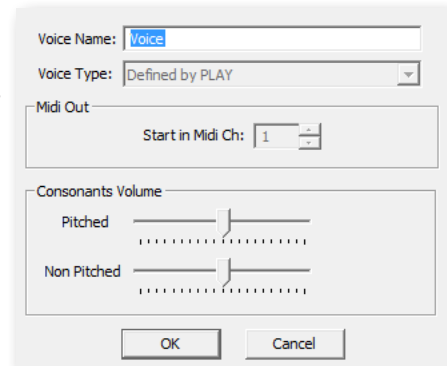 Voice Name: Voice
Voice Type: Defined by PLAY
Midi Out
Start in Midi Ch: 1
Consonants Volume
Pitched
Non Pitched
OK Cancel